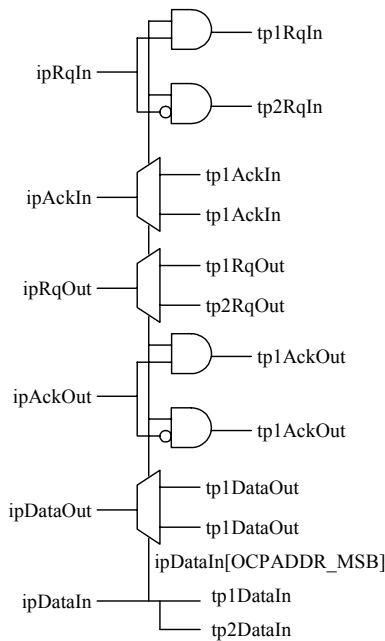 tp1RqIn
ipRqIn
tp2RqIn
tp1AckIn
ipAckIn
tp1AckIn
tp1RqOut
ipRqOut
tp2RqOut
tp1AckOut
ipAckOut
tp1AckOut
tp1DataOut
ipDataOut
tp1DataOut
ipDataIn[OCPADDR_MSB]
ipDataIn
tp1DataIn
tp2DataIn